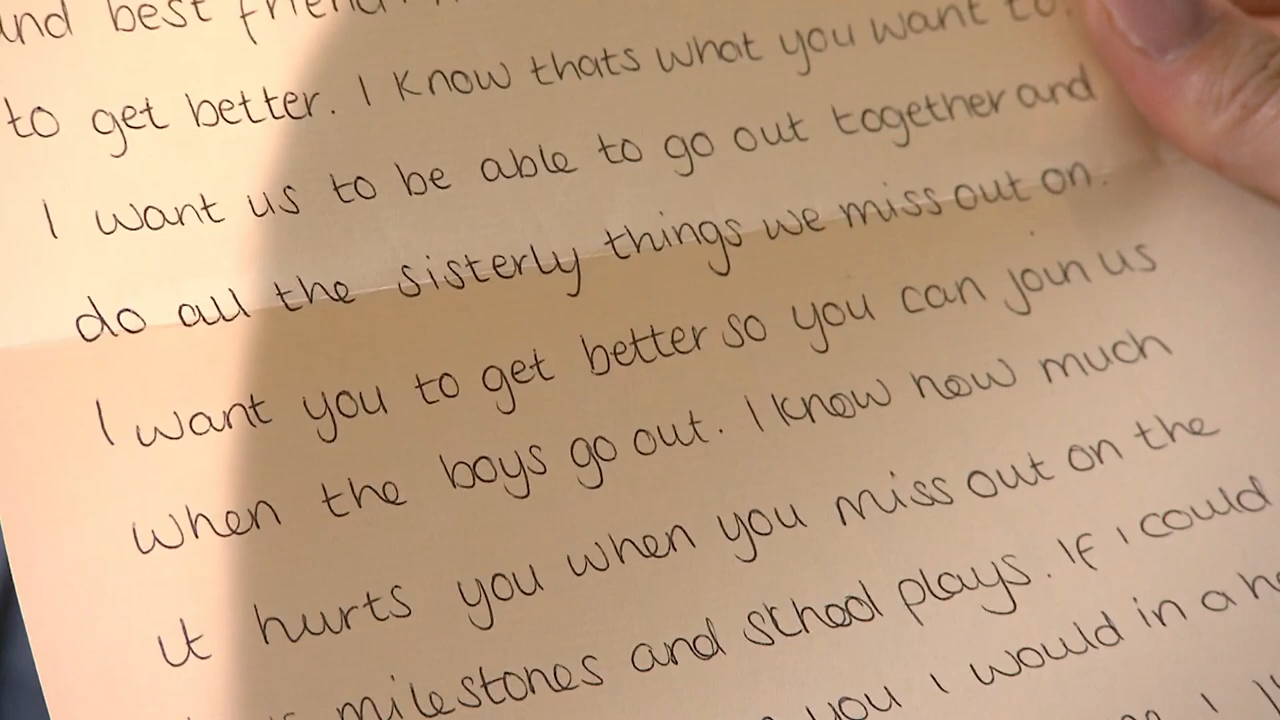 and best friend
to get better. I know thats what you want to.
I want us to be able to go out together and
do all the sisterly things we miss out on.
I want you to get better so you can join us
when the boys go out. I know how much
it hurts you when you miss out on the
milestones and school plays. If I could
you I would in a